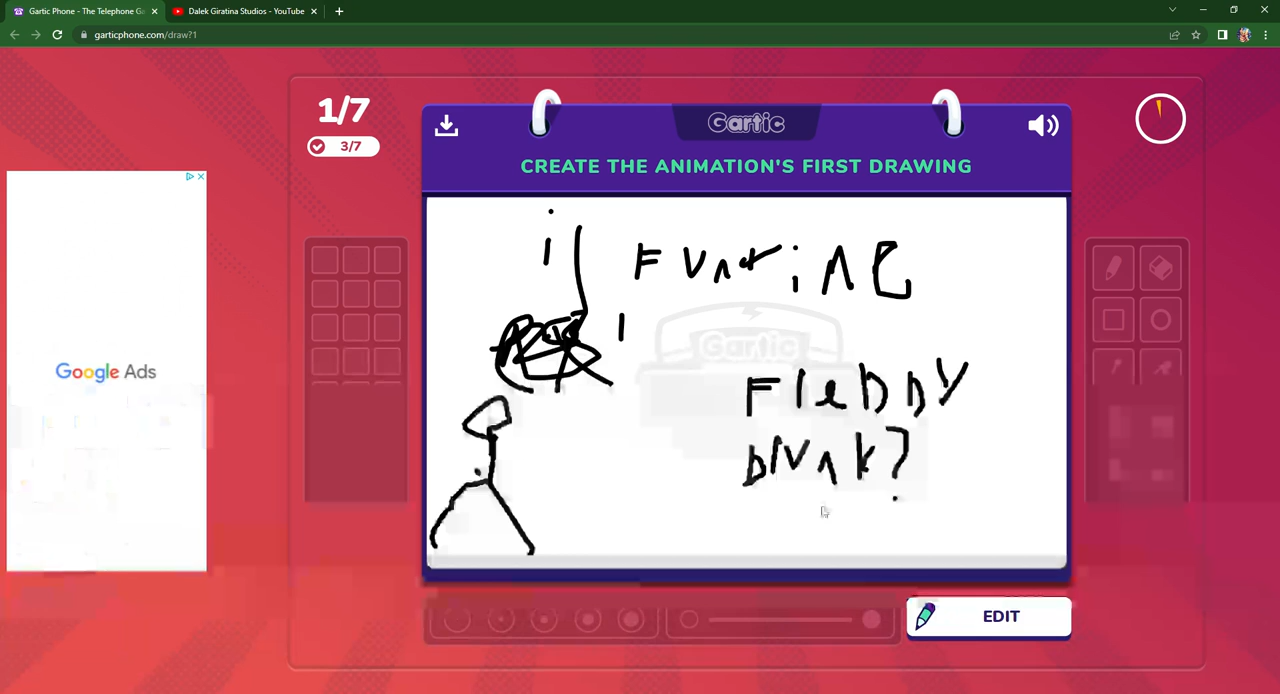 Gartic Phone - The Telephone Ga
Dalek Giratina Studios - YouTube
garticphone.com/draw?1
1/7
3/7
Gartic
CREATE THE ANIMATION'S FIRST DRAWING
Gartic
Google Ads
EDIT